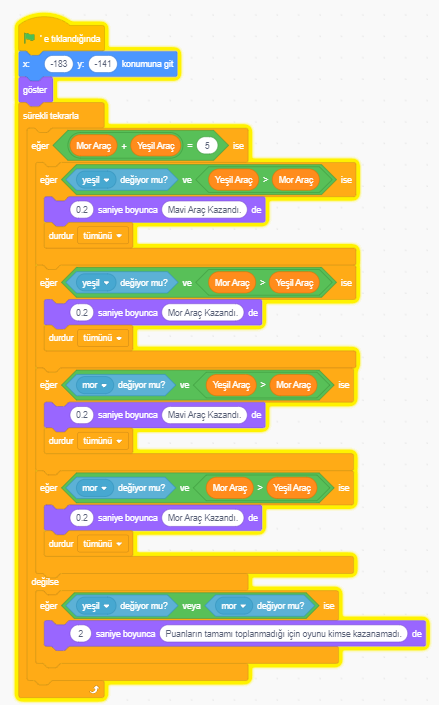 ' e tıklandığında
x: -183 y: -141 konumuna git
göster
sürekli tekrarla
eğer Mor Araç + Yeşil Araç = 5 ise
eğer yeşil değiyor mu? ve Yeşil Araç > Mor Araç ise
0.2 saniye boyunca Mavi Araç Kazandı. de
durdur tümünü
eğer yeşil değiyor mu? ve Mor Araç > Yeşil Araç ise
0.2 saniye boyunca Mor Araç Kazandı. de
durdur tümünü
eğer mor değiyor mu? ve Yeşil Araç > Mor Araç ise
0.2 saniye boyunca Mavi Araç Kazandı. de
durdur tümünü
eğer mor değiyor mu? ve Mor Araç > Yeşil Araç ise
0.2 saniye boyunca Mor Araç Kazandı. de
durdur tümünü
değilse
eğer yeşil değiyor mu? veya mor değiyor mu? ise
2 saniye boyunca Puanların tamamı toplanmadığı için oyunu kimse kazanamadı. de